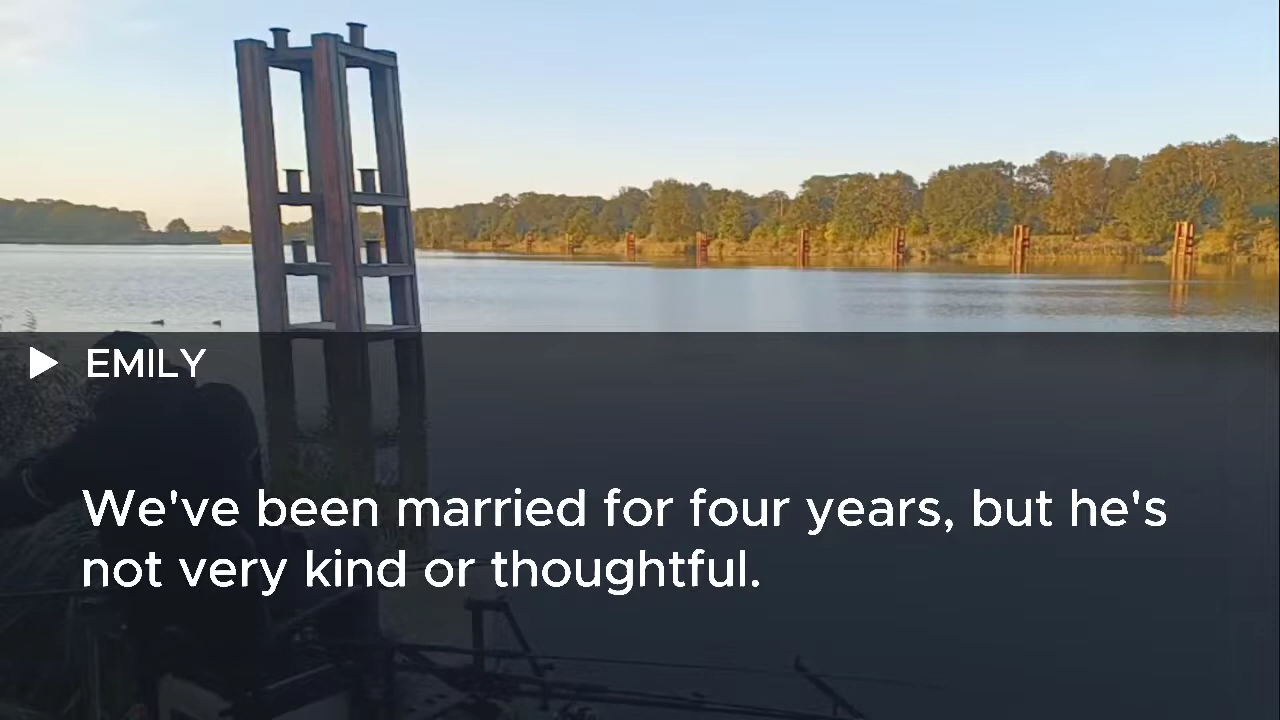 EMILY
We've been married for four years, but he's
not very kind or thoughtful.